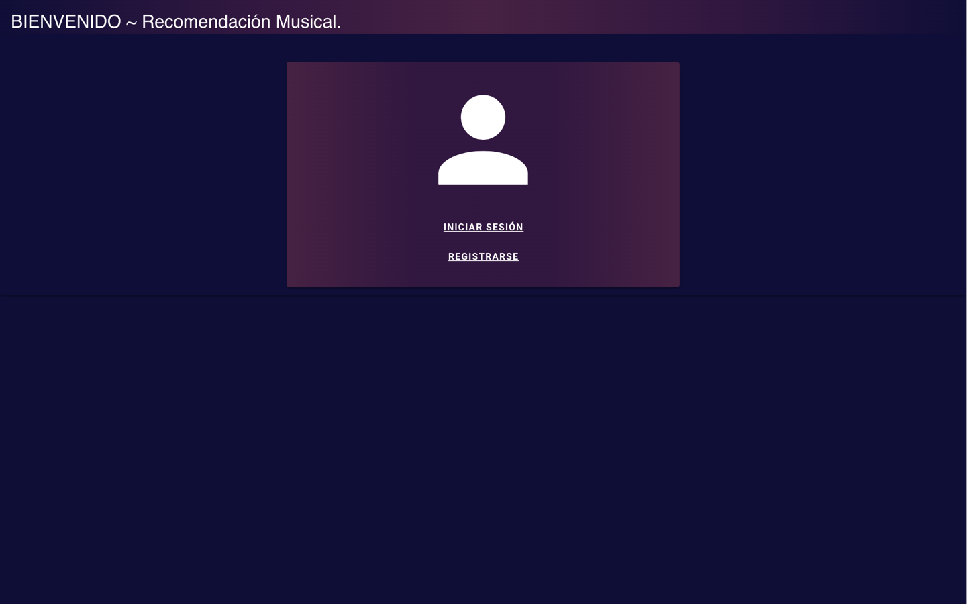 BIENVENIDO ~ Recomendación Musical.
INICIAR SESIÓN
REGISTRARSE